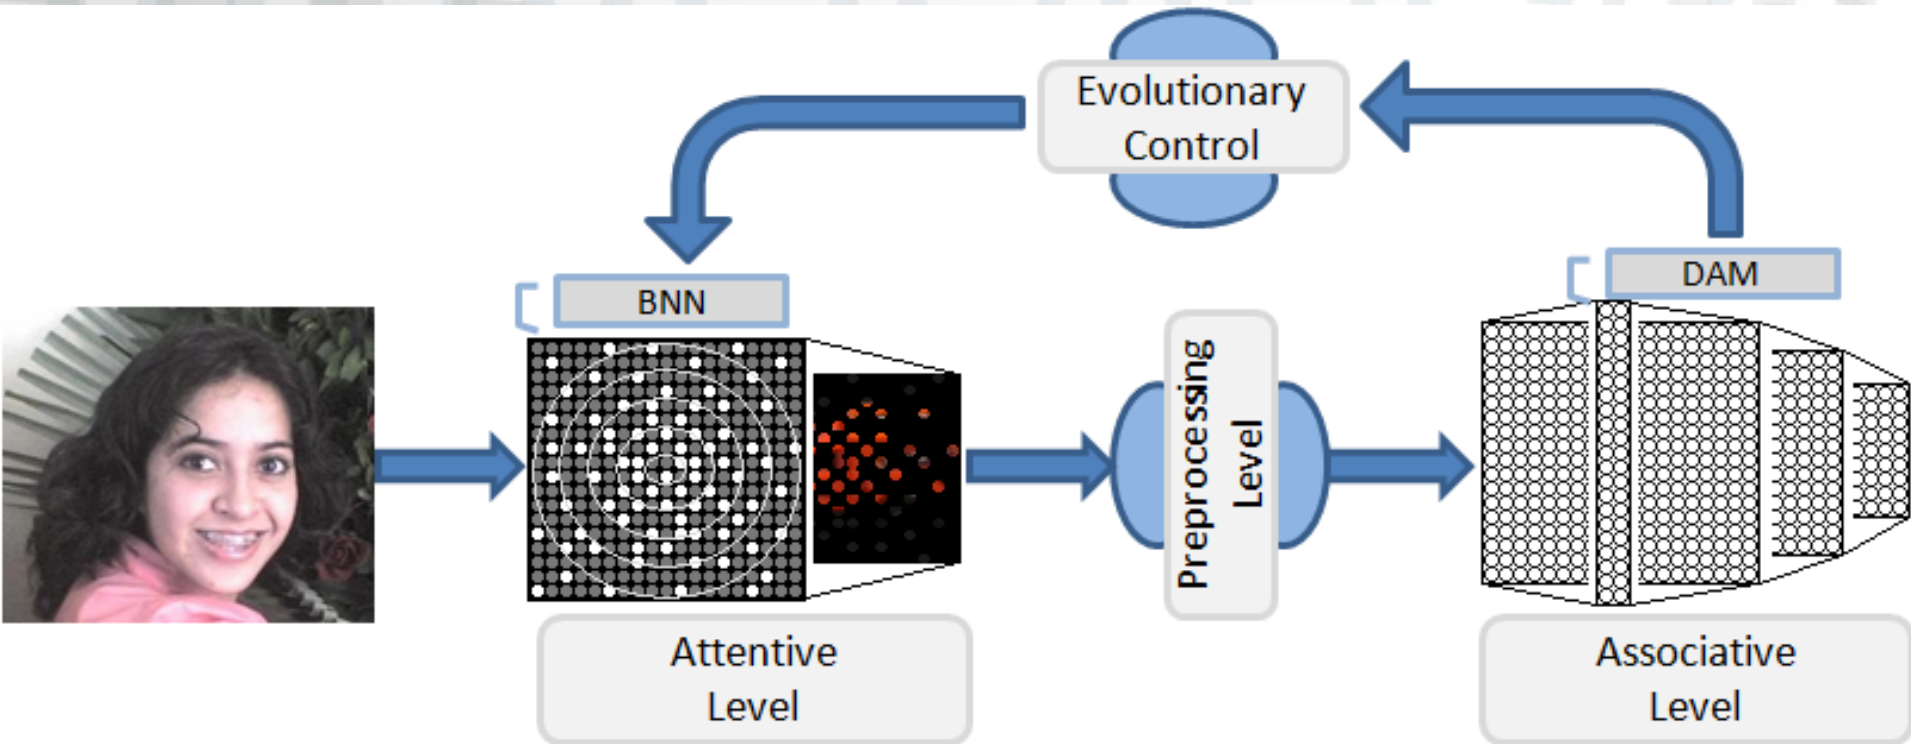 Evolutionary
Control
BNN
DAM
Preprocessing
Level
Attentive
Level
Associative
Level